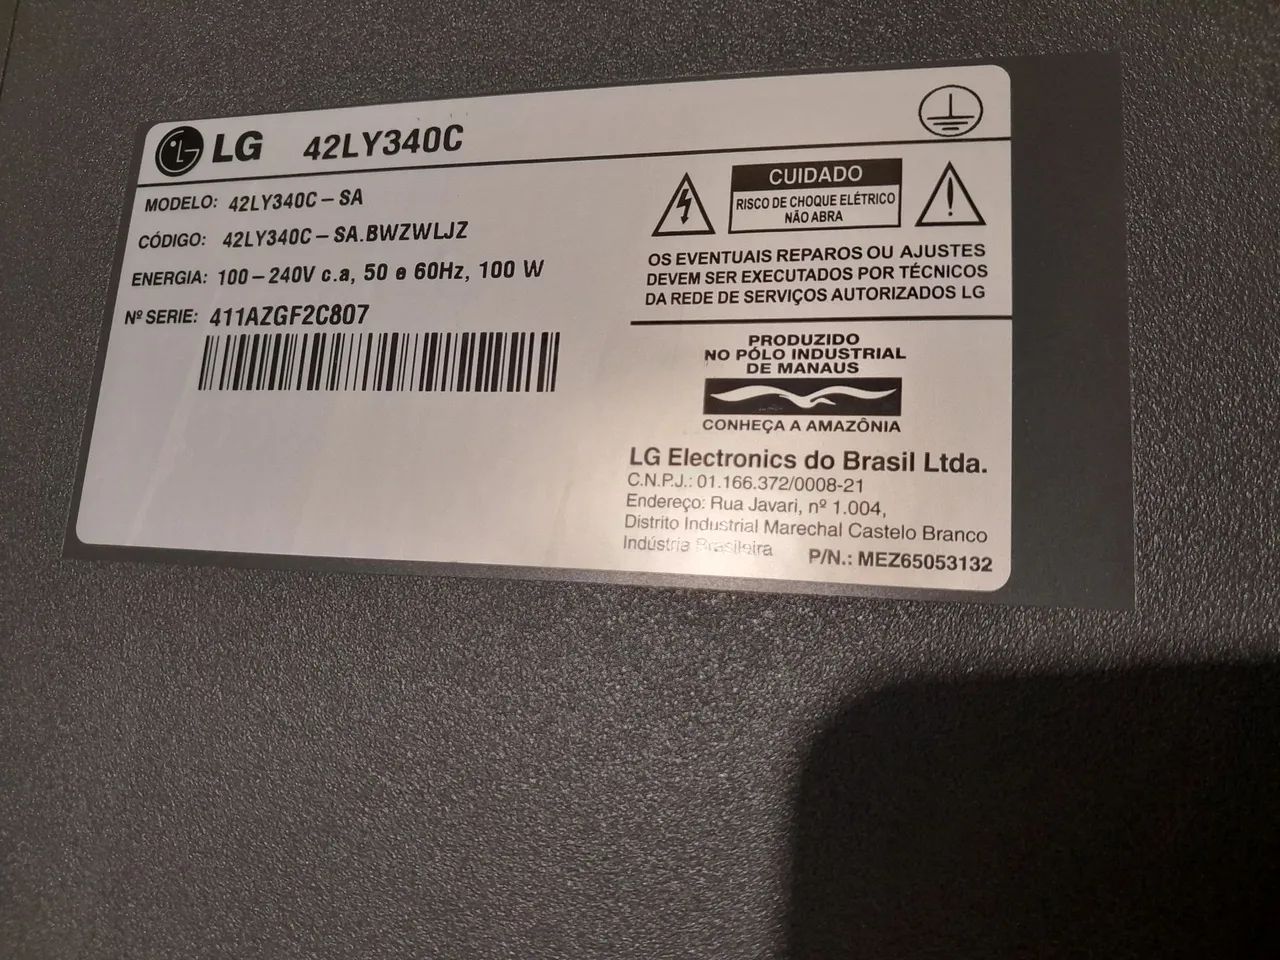 LG 42LY340C
MODELO: 42LY340C-SA
CÓDIGO: 42LY340C-SA.BWZWLJZ
ENERGIA: 100-240V c.a, 50 e 60Hz, 100 W
Nº SERIE: 411AZGF2C807
CUIDADO
RISCO DE CHOQUE ELÉTRICO
NÃO ABRA
OS EVENTUAIS REPAROS OU AJUSTES
DEVEM SER EXECUTADOS POR TÉCNICOS
DA REDE DE SERVIÇOS AUTORIZADOS LG
PRODUZIDO
NO PÓLO INDUSTRIAL
DE MANAUS
CONHEÇA A AMAZÔNIA
LG Electronics do Brasil Ltda.
C.N.P.J.: 01.166.372/0008-21
Endereço: Rua Javari, nº 1.004,
Distrito Industrial Marechal Castelo Branco
Indústria Brasileira
P/N.: MEZ65053132